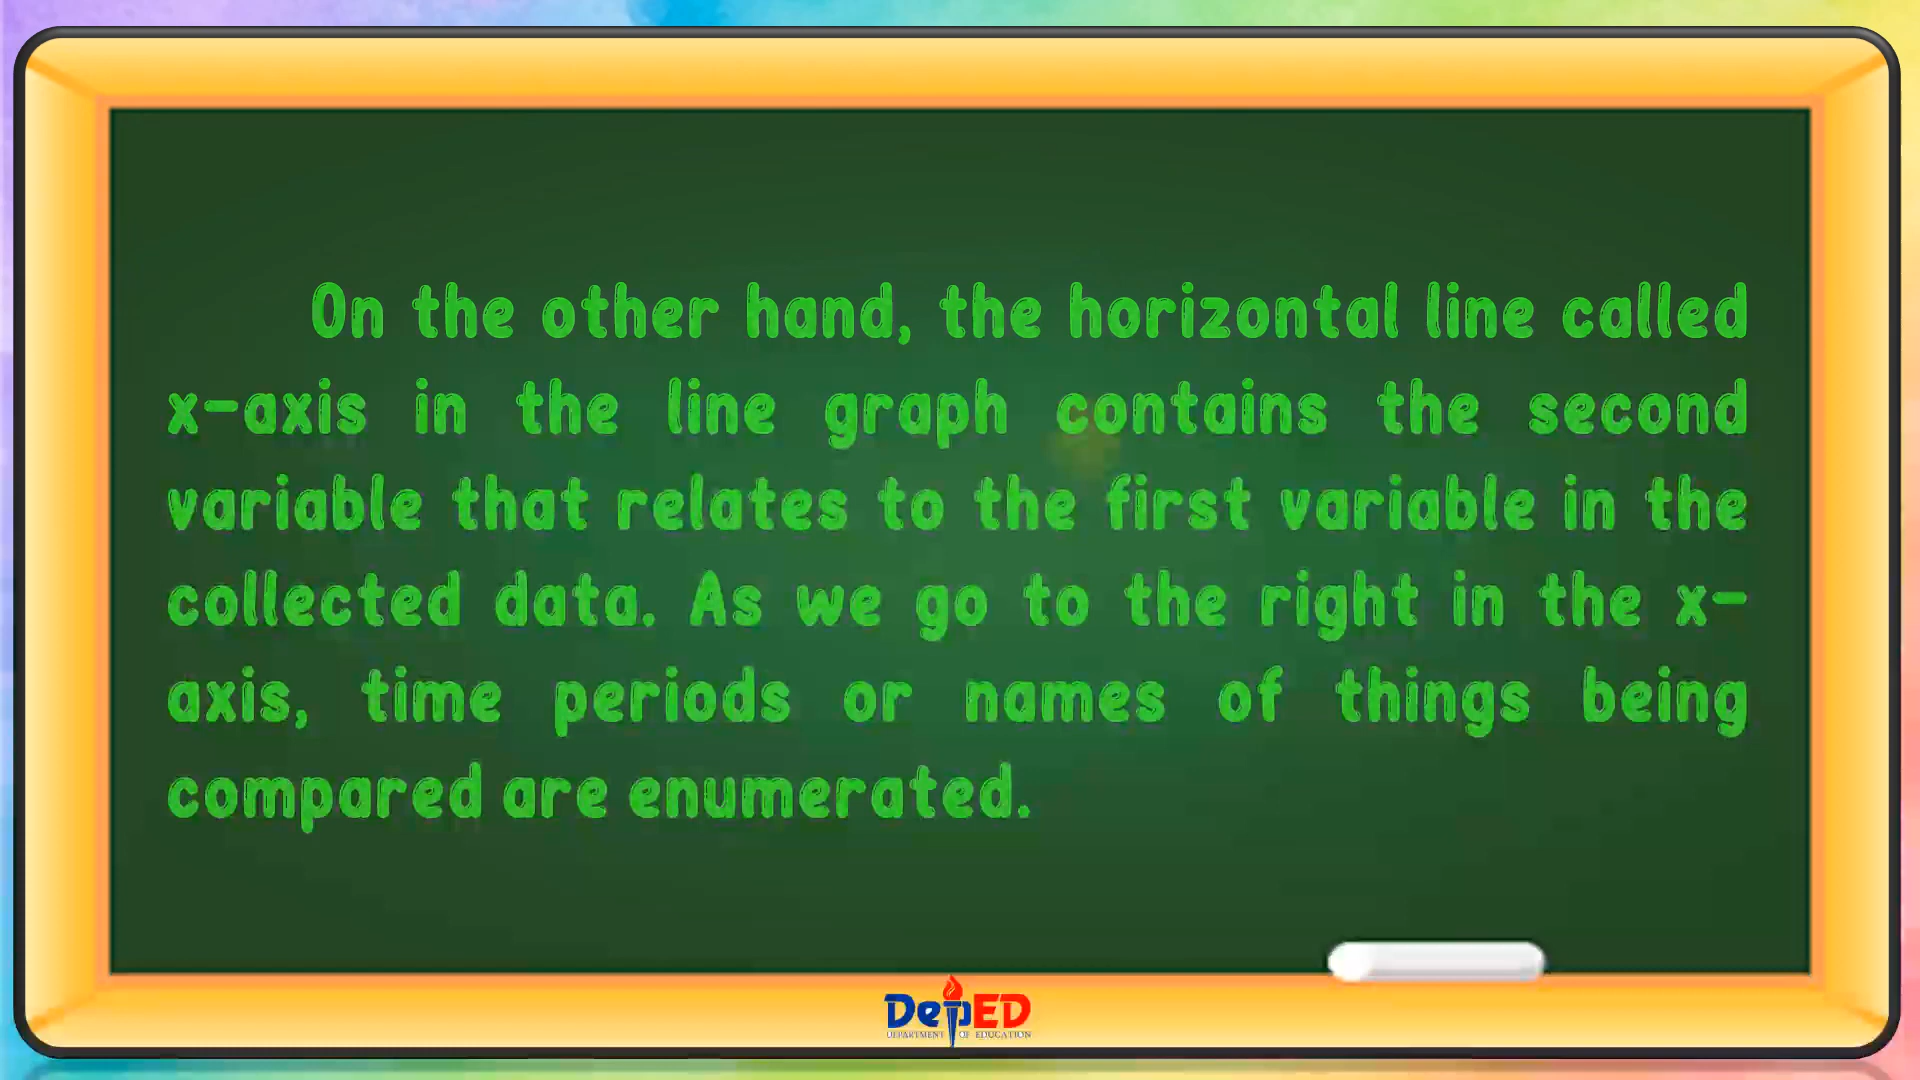 On the other hand, the horizontal line called
x-axis in the line graph contains the second
variable that relates to the first variable in the
collected data. As we go to the right in the x-
axis, time periods or names of things being
compared are enumerated.
DepED
DEPARTMENT OF EDUCATION